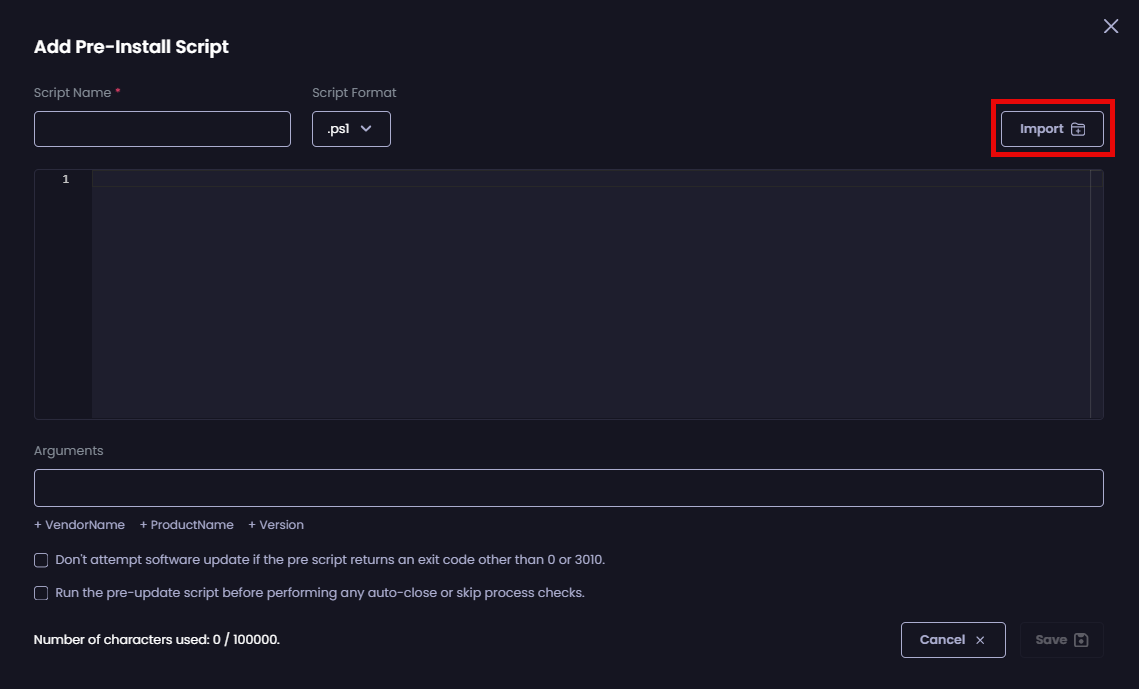 Add Pre-Install Script
Script Name *
Script Format
.ps1
Import
1
Arguments
+ VendorName + ProductName + Version
Don't attempt software update if the pre script returns an exit code other than 0 or 3010.
Run the pre-update script before performing any auto-close or skip process checks.
Number of characters used: 0 / 100000.
Cancel
Save